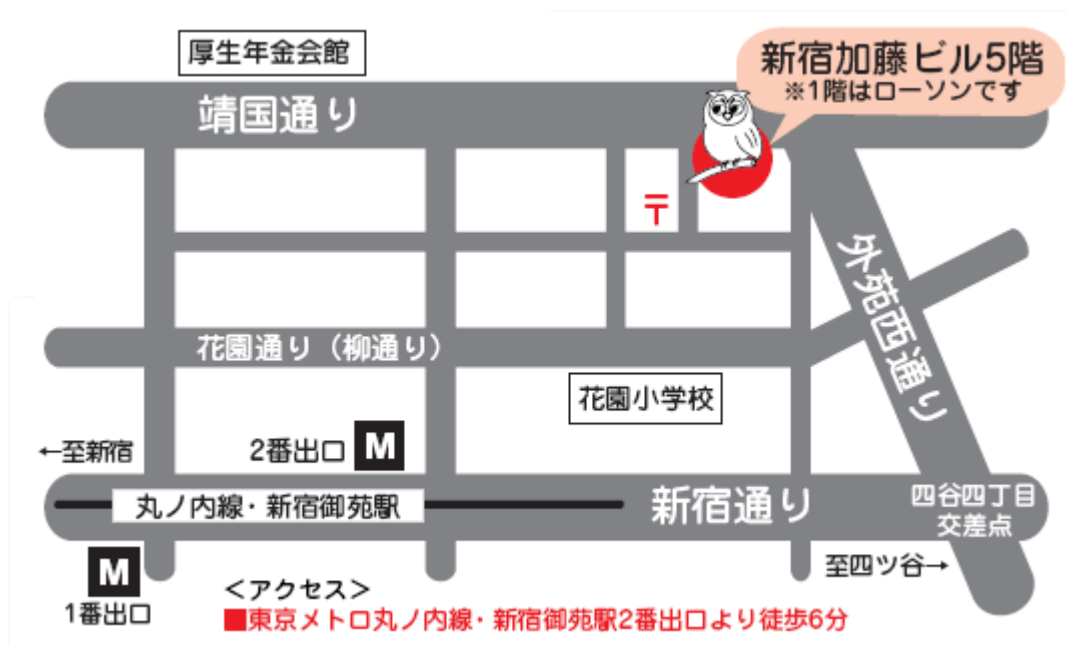 厚生年金会館
新宿加藤ビル5階
※1階はローソンです
靖国通り
〒
外苑西通り
花園通り（柳通り）
花園小学校
←至新宿
2番出口 M
丸ノ内線・新宿御苑駅
新宿通り
四谷四丁目
交差点
M
1番出口
至四ツ谷→
＜アクセス＞
■東京メトロ丸ノ内線・新宿御苑駅2番出口より徒歩6分